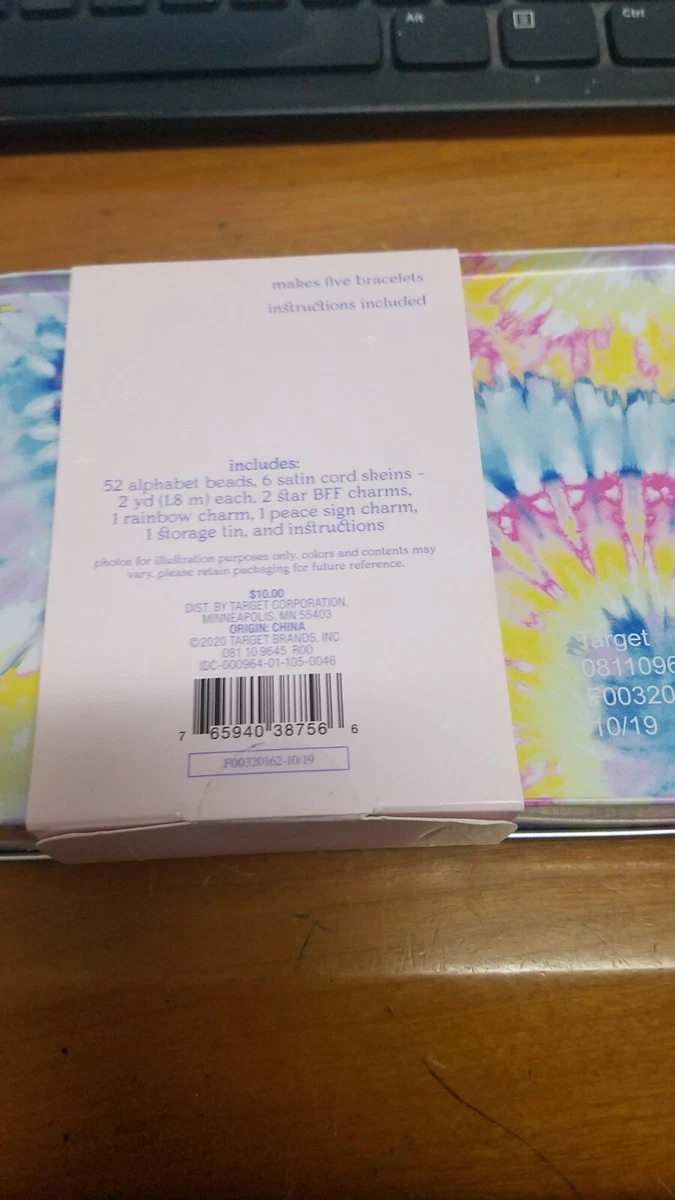 Alt
Ctrl
makes five bracelets
instructions included
includes:
52 alphabet beads, 6 satin cord skeins –
2 yd (1.8 m) each, 2 star BFF charms,
1 rainbow charm, 1 peace sign charm,
1 storage tin, and instructions
photos for illustration purposes only. colors and contents may
vary. please retain packaging for future reference.
$10.00
DIST. BY TARGET CORPORATION,
MINNEAPOLIS, MN 55403
ORIGIN: CHINA
©2020 TARGET BRANDS, INC.
081 10 9645 R00
IDC-000964-01-105-0046
7 65940 38756 6
F00320162-10/19
Target
0811096
F00320
10/19